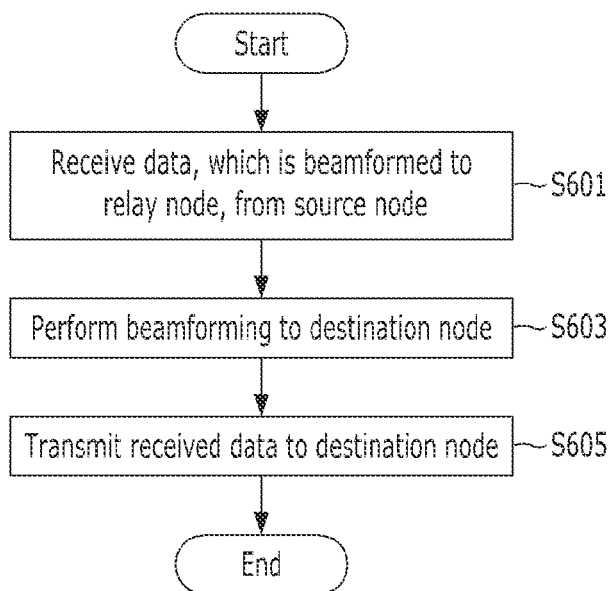 Start
Receive data, which is beamformed to
relay node, from source node
S601
Perform beamforming to destination node
S603
Transmit received data to destination node
S605
End